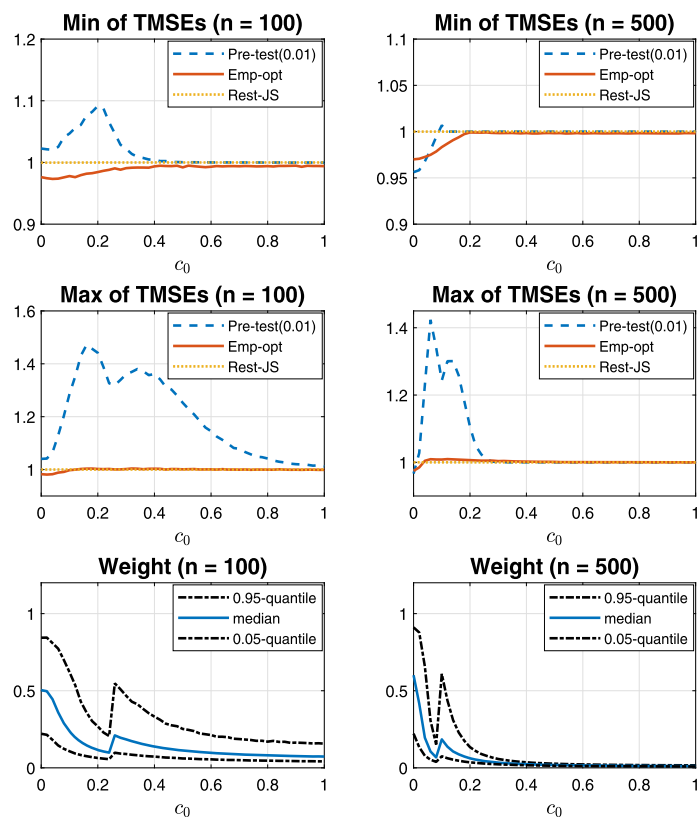 Min of TMSEs (n = 100)
1.2
1.1
1
0.9
Pre-test(0.01)
Emp-opt
Rest-JS
0 0.2 0.4 0.6 0.8 1
c0
Min of TMSEs (n = 500)
1.1
1.05
1
0.95
0.9
Pre-test(0.01)
Emp-opt
Rest-JS
0 0.2 0.4 0.6 0.8 1
c0
Max of TMSEs (n = 100)
1.6
1.4
1.2
1
Pre-test(0.01)
Emp-opt
Rest-JS
0 0.2 0.4 0.6 0.8 1
c0
Max of TMSEs (n = 500)
1.4
1.2
1
Pre-test(0.01)
Emp-opt
Rest-JS
0 0.2 0.4 0.6 0.8 1
c0
Weight (n = 100)
1
0.5
0
0.95-quantile
median
0.05-quantile
0 0.2 0.4 0.6 0.8 1
c0
Weight (n = 500)
1
0.5
0
0.95-quantile
median
0.05-quantile
0 0.2 0.4 0.6 0.8 1
c0